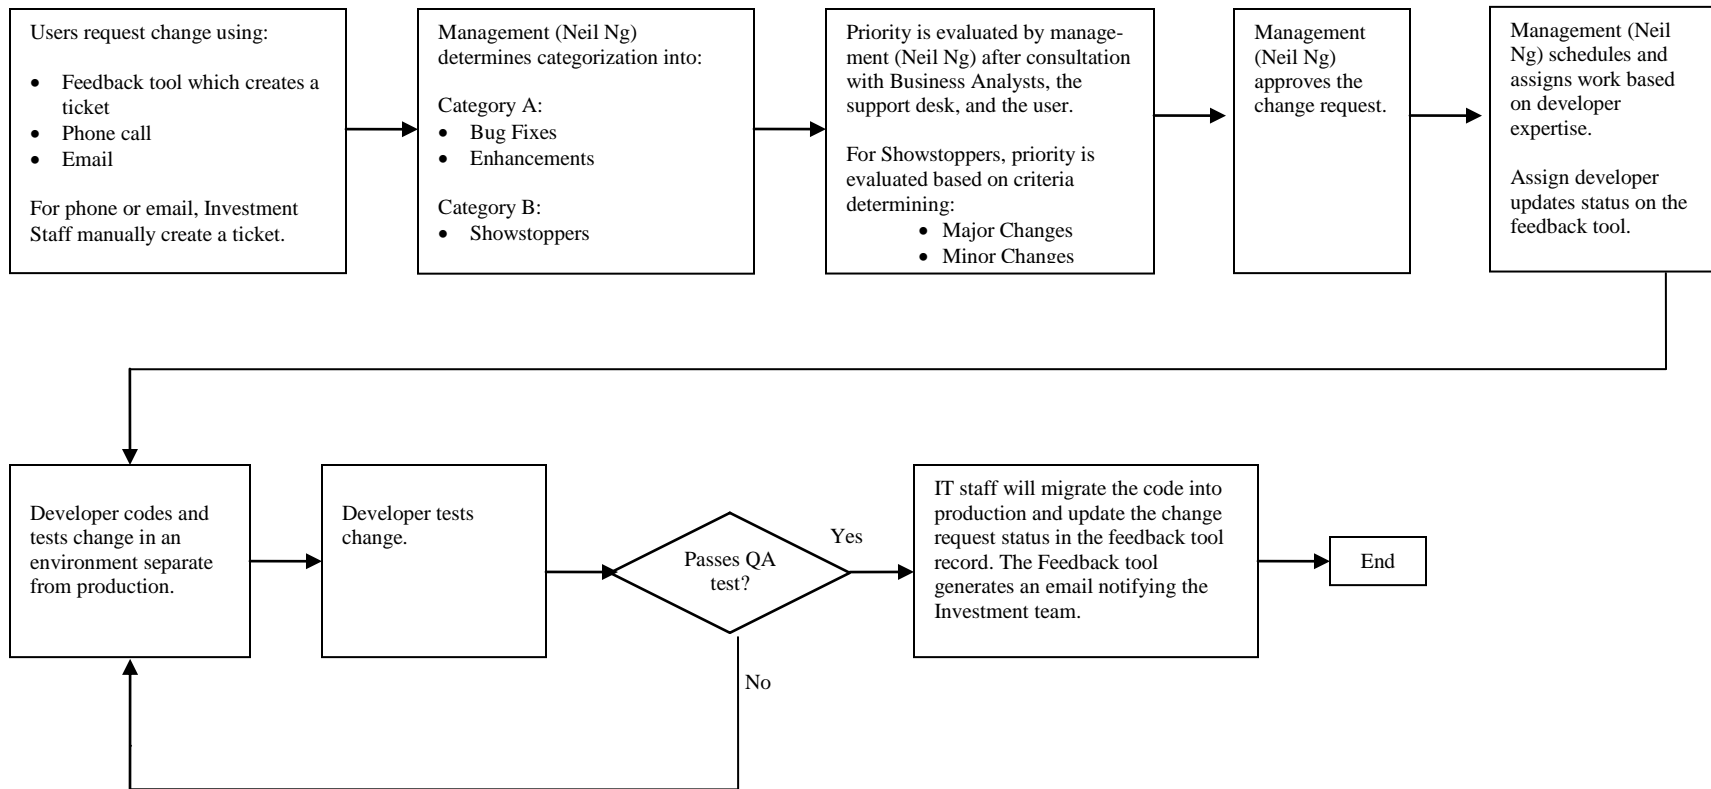 Users request change using:
• Feedback tool which creates a
ticket
• Phone call
• Email
For phone or email, Investment
Staff manually create a ticket.
Management (Neil Ng)
determines categorization into:
Category A:
• Bug Fixes
• Enhancements
Category B:
• Showstoppers
Priority is evaluated by manage-
ment (Neil Ng) after consultation
with Business Analysts, the
support desk, and the user.
For Showstoppers, priority is
evaluated based on criteria
determining:
• Major Changes
• Minor Changes
Management
(Neil Ng)
approves the
change request.
Management (Neil
Ng) schedules and
assigns work based
on developer
expertise.
Assign developer
updates status on the
feedback tool.
Developer codes and
tests change in an
environment separate
from production.
Developer tests
change.
Passes QA
test?
Yes
No
IT staff will migrate the code into
production and update the change
request status in the feedback tool
record. The Feedback tool
generates an email notifying the
Investment team.
End